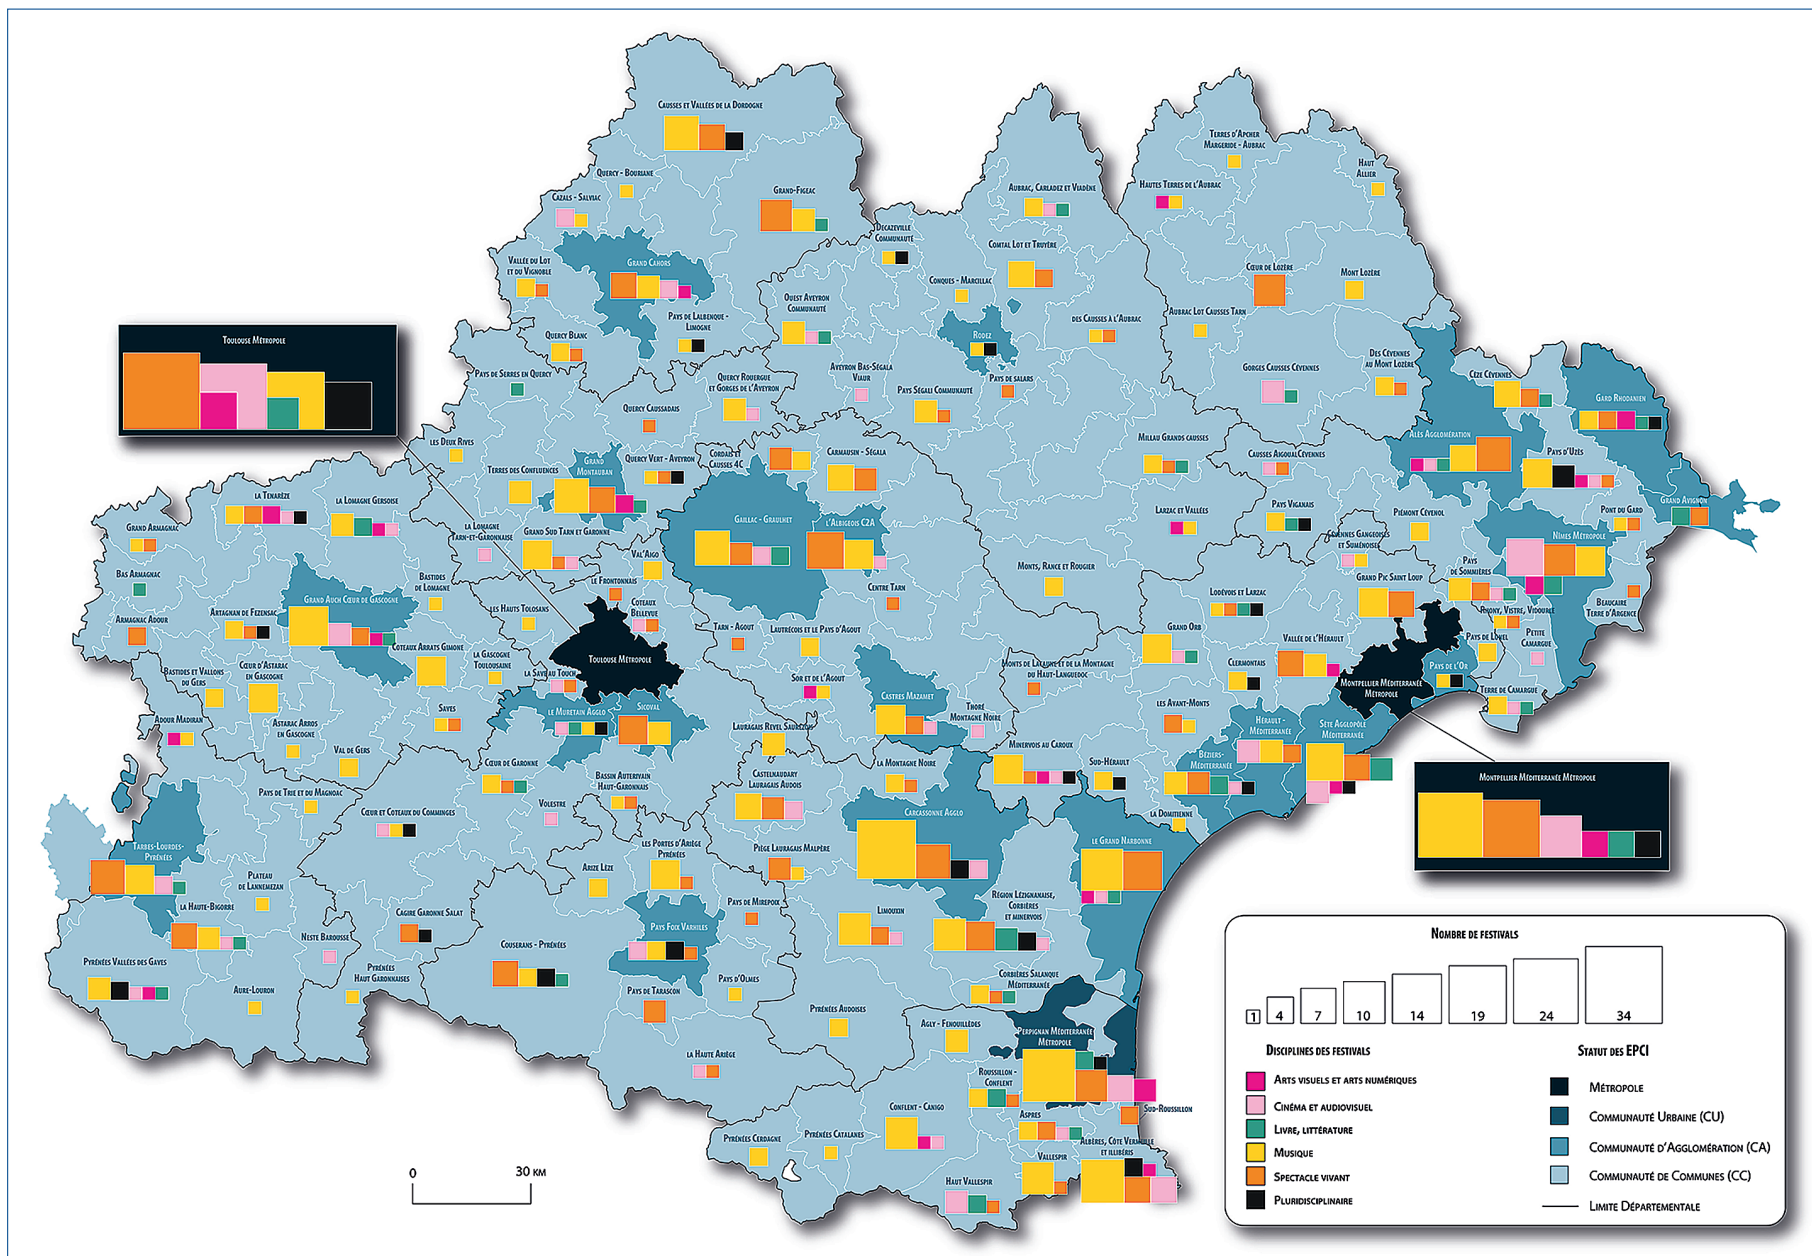 Causses et Vallées de la Dordogne
Terres d'Apcher
Margeride - Aubrac
Haut
Allier
Quercy - Bouriane
Cazals - Salviac
Grand-Figeac
Aubrac, Carladez et Viadène
Hautes Terres de l'Aubrac
Decazeville
Communauté
Comtal Lot et Truyère
Vallée du Lot
et du Vignoble
Grand Cahors
Conques - Marcillac
Cœur de Lozère
Mont Lozère
Ouest Aveyron
Communauté
Pays de Lalbenque -
Limogne
Aubrac Lot Causses Tarn
des Causses à l'Aubrac
Rodez
Quercy Blanc
Toulouse Métropole
Pays de Serres en Quercy
Quercy Rouergue
et Gorges de l'Aveyron
Aveyron Bas-Ségala
Viaur
Pays Ségali Communauté
Pays de salars
Gorges Causses Cévennes
Des Cévennes
au Mont Lozère
Cèze Cévennes
Gard Rhodanien
Quercy Caussadais
les Deux Rives
Terres des Confluences
Grand
Montauban
Quercy Vert - Aveyron
Cordais et
Causses 4C
Carmausin - Ségala
Millau Grands causses
Causses AigoualCévennes
Alès Agglomération
Pays d'Uzès
Grand Avignon
Pont du Gard
la Tenarèze
la Lomagne Gersoise
Grand Armagnac
la Lomagne
Tarn-et-Garonnaise
Grand Sud Tarn et Garonne
Val'Aïgo
Gaillac - Graulhet
l'Albigeois C2A
Larzac et Vallées
Pays Viganais
Piémont Cévenol
Cévennes Gangeoises
et Suménoises
Nîmes Métropole
Bas Armagnac
Bastides
de Lomagne
le Frontonnais
Monts, Rance et Rougier
Centre Tarn
Grand Pic Saint Loup
Pays
de Sommières
Beaucaire
Terre d'Argence
Grand Auch Cœur de Gascogne
les Hauts Tolosans
Coteaux
Bellevue
Lodévois et Larzac
Rhony, Vistre, Vidourle
Armagnac Adour
Artagnan de Fezensac
Tarn - Agout
Lautrécois et le Pays d'Agout
Grand Orb
Vallée de l'Hérault
Pays de Lunel
Petite
Camargue
Coteaux Arrats Gimone
la Gascogne
Toulousaine
Toulouse Métropole
Bastides et Vallons
du Gers
Cœur d'Astarac
en Gascogne
la Save au Touch
Sor et de l'Agout
Monts de Lacaune et de la Montagne
du Haut-Languedoc
Clermontais
Montpellier Méditerranée
Métropole
Pays de l'Or
Terre de Camargue
Castres Mazamet
Thoré
Montagne Noire
les Avant-Monts
Adour Madiran
Astarac Arros
en Gascogne
Saves
le Muretain Agglo
Sicoval
Lauragais Revel Saurezois
Hérault -
Méditerranée
Sète Agglopôle
Méditerranée
Val de Gers
Cœur de Garonne
Bassin Auterivain
Haut-Garonnais
Castelnaudary
Lauragais Audois
la Montagne Noire
Minervois au Caroux
Sud-Hérault
Béziers-
Méditerranée
Montpellier Méditerranée Métropole
Pays de Trie et du Magnoac
Cœur et Coteaux du Comminges
Volestre
Carcassonne Agglo
la Domitienne
Tarbes-Lourdes-
Pyrénées
les Portes d'Ariège
Pyrénées
Piège Lauragais Malpère
le Grand Narbonne
Plateau
de Lannemezan
Arize Lèze
la Haute-Bigorre
Pays de Mirepoix
Région Lézignanaise,
Corbières
et minervois
Cagire Garonne Salat
Pays Foix Varhiles
Limouxin
Neste Barousse
Couserans - Pyrénées
Pyrénées Vallées des Gaves
Pyrénées
Haut Garonnaises
Pays d'Olmes
Corbières Salanque
Méditerranée
Aure-Louron
Pays de Tarascon
Pyrénées Audoises
Agly - Fenouillèdes
Perpignan Méditerranée
Métropole
la Haute Ariège
Roussillon -
Conflent
Sud-Roussillon
Conflent - Canigo
Aspres
Pyrénées Cerdagne
Pyrénées Catalanes
Albères, Côte Vermeille
et Illibéris
Vallespir
Haut Vallespir
0 30 km
Nombre de festivals
1 4 7 10 14 19 24 34
Disciplines des festivals
Arts visuels et arts numériques
Cinéma et audiovisuel
Livre, littérature
Musique
Spectacle vivant
Pluridisciplinaire
Statut des EPCI
Métropole
Communauté Urbaine (CU)
Communauté d'Agglomération (CA)
Communauté de Communes (CC)
Limite Départementale